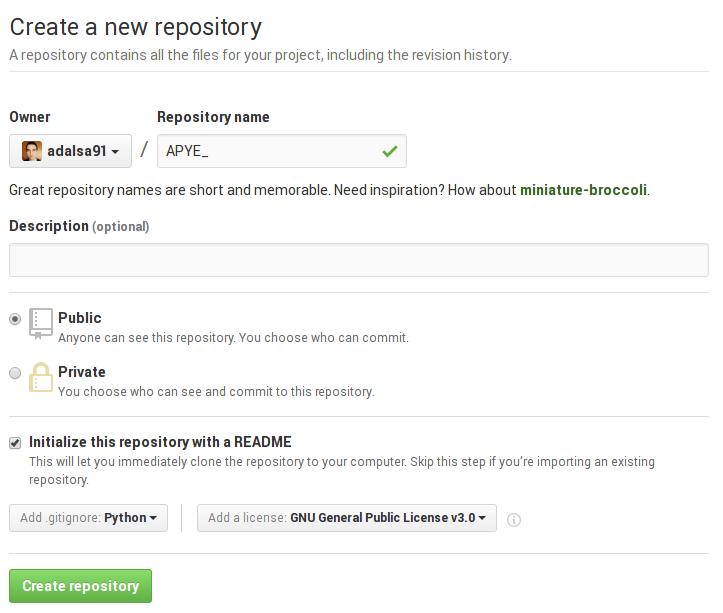 Create a new repository
A repository contains all the files for your project, including the revision history.
Owner
Repository name
adalsa91 / APYE_
Great repository names are short and memorable. Need inspiration? How about miniature-broccoli.
Description (optional)
Public
Anyone can see this repository. You choose who can commit.
Private
You choose who can see and commit to this repository.
Initialize this repository with a README
This will let you immediately clone the repository to your computer. Skip this step if you're importing an existing
repository.
Add .gitignore: Python
Add a license: GNU General Public License v3.0
Create repository